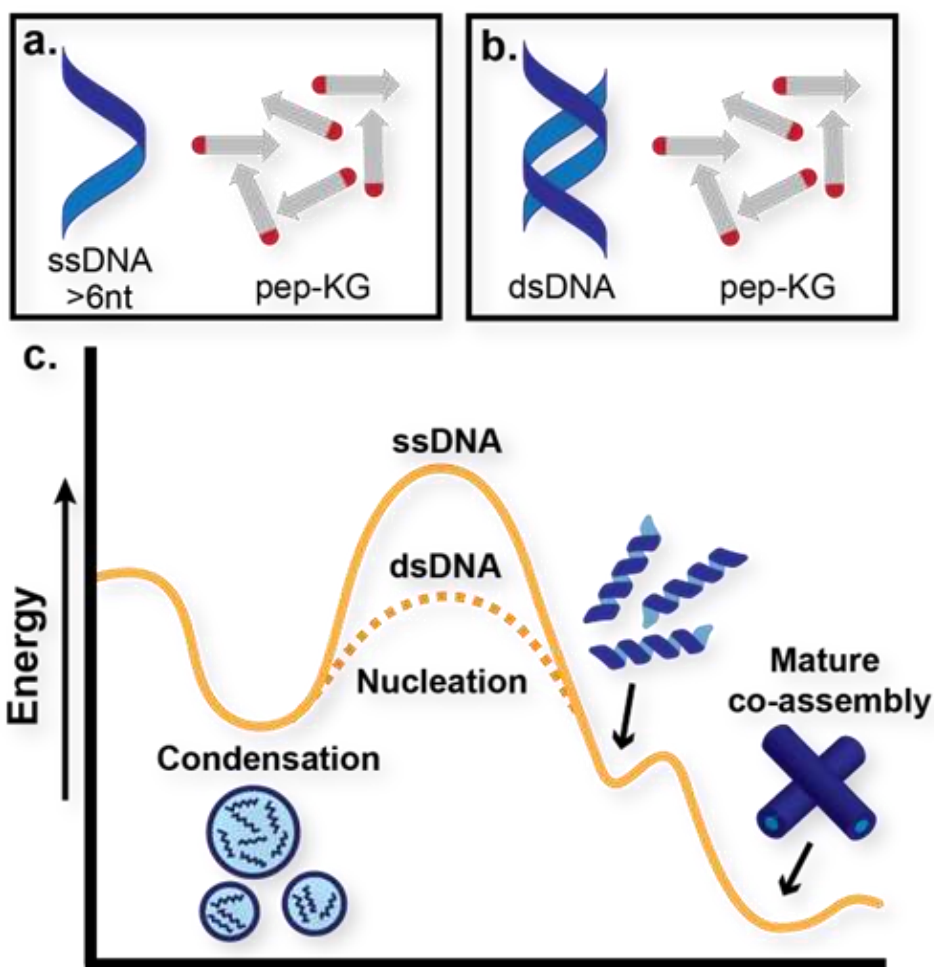 a.
ssDNA
>6nt
pep-KG
b.
dsDNA
pep-KG
c.
Energy
ssDNA
dsDNA
Nucleation
Condensation
Mature
co-assembly